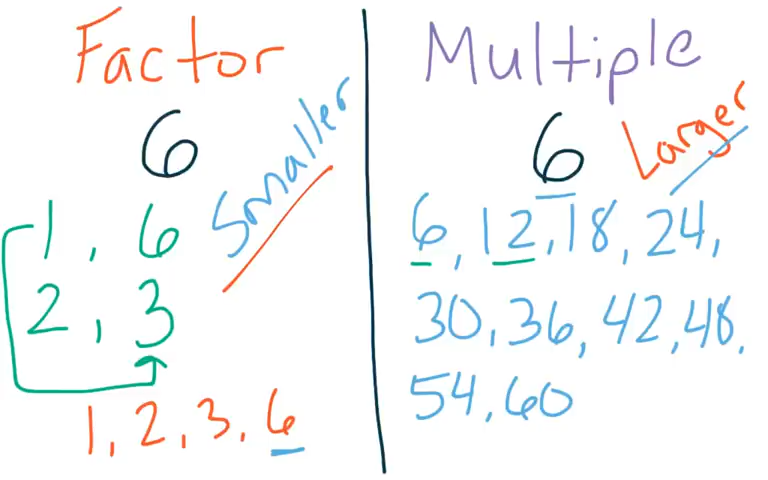 Factor
6
Smaller
1, 6
2, 3
1, 2, 3, 6
Multiple
6
Larger
6, 12, 18, 24,
30, 36, 42, 48,
54, 60